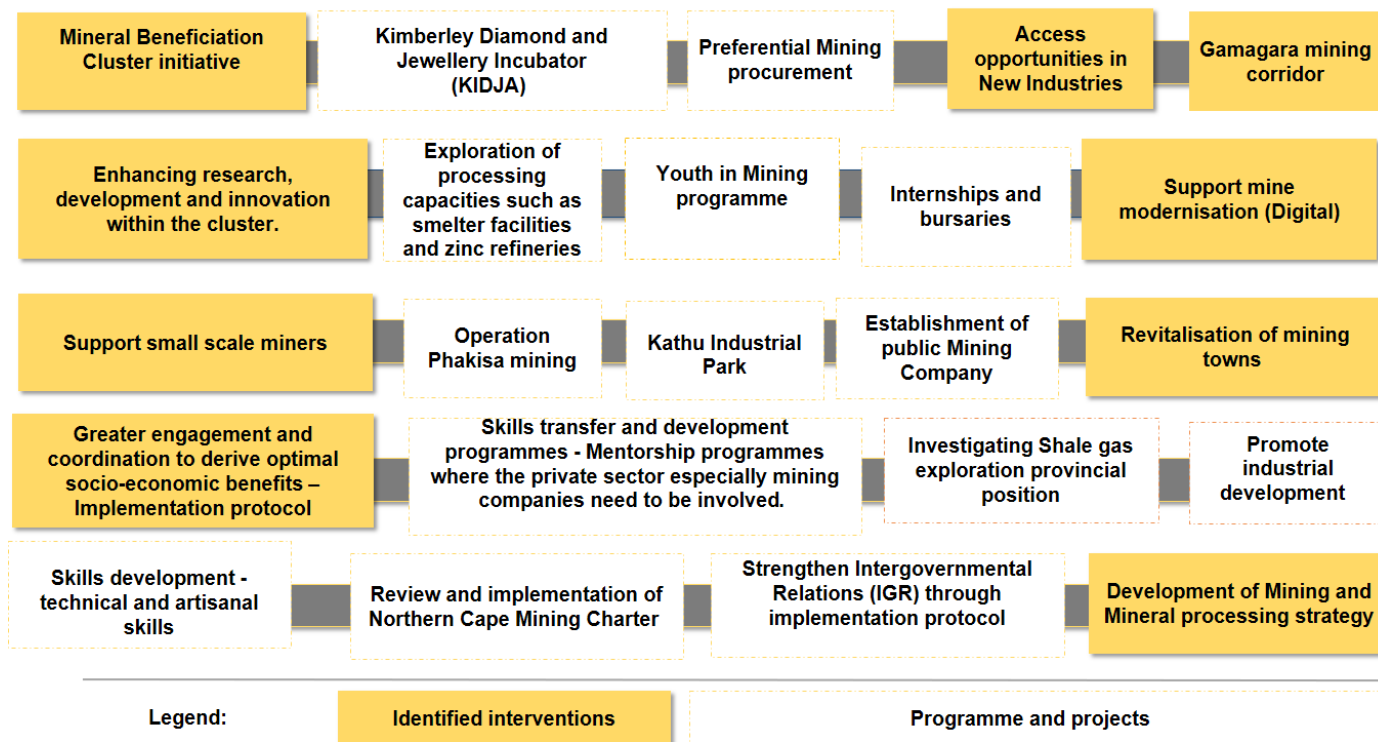 Mineral Beneficiation
Cluster initiative
Kimberley Diamond and
Jewellery Incubator
(KIDJA)
Preferential Mining
procurement
Access
opportunities in
New Industries
Gamagara mining
corridor
Enhancing research,
development and innovation
within the cluster.
Exploration of
processing
capacities such as
smelter facilities
and zinc refineries
Youth in Mining
programme
Internships and
bursaries
Support mine
modernisation (Digital)
Support small scale miners
Operation
Phakisa mining
Kathu Industrial
Park
Establishment of
public Mining
Company
Revitalisation of mining
towns
Greater engagement and
coordination to derive optimal
socio-economic benefits –
Implementation protocol
Skills transfer and development
programmes - Mentorship programmes
where the private sector especially mining
companies need to be involved.
Investigating Shale gas
exploration provincial
position
Promote
industrial
development
Skills development -
technical and artisanal
skills
Review and implementation of
Northern Cape Mining Charter
Strengthen Intergovernmental
Relations (IGR) through
implementation protocol
Development of Mining and
Mineral processing strategy
Legend:
Identified interventions
Programme and projects